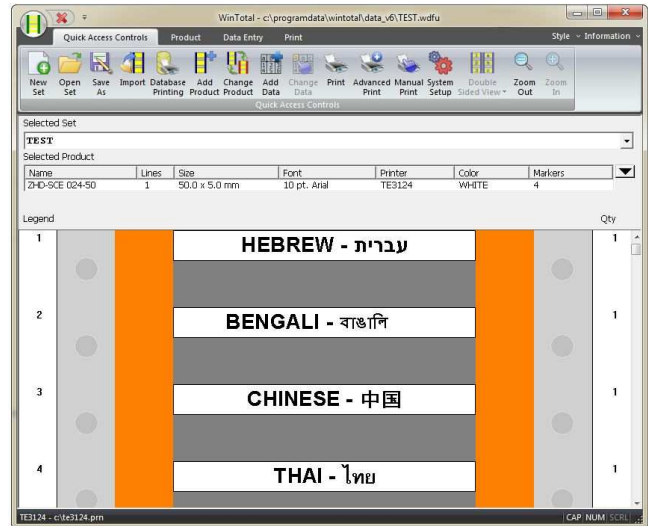 WinTotal - c:\programdata\wintotal\data_v6\TEST.wdfu
Quick Access Controls Product Data Entry Print Style Information
New Set Open Set Save As Import Database Printing Add Product Change Product Add Data Change Data Print Advanced Print Manual Print System Setup Double Sided View Zoom Out Zoom In
Quick Access Controls
Selected Set
TEST
Selected Product
Name Lines Size Font Printer Color Markers
ZHD-SCE 024-50 1 50.0 x 5.0 mm 10 pt. Arial TE3124 WHITE 4
Legend Qty
1 HEBREW - עברית 1
2 BENGALI - বাঙালি 1
3 CHINESE - 中国 1
4 THAI - ไทย 1
TE3124 - c:\te3124.prn CAP NUM SCRL